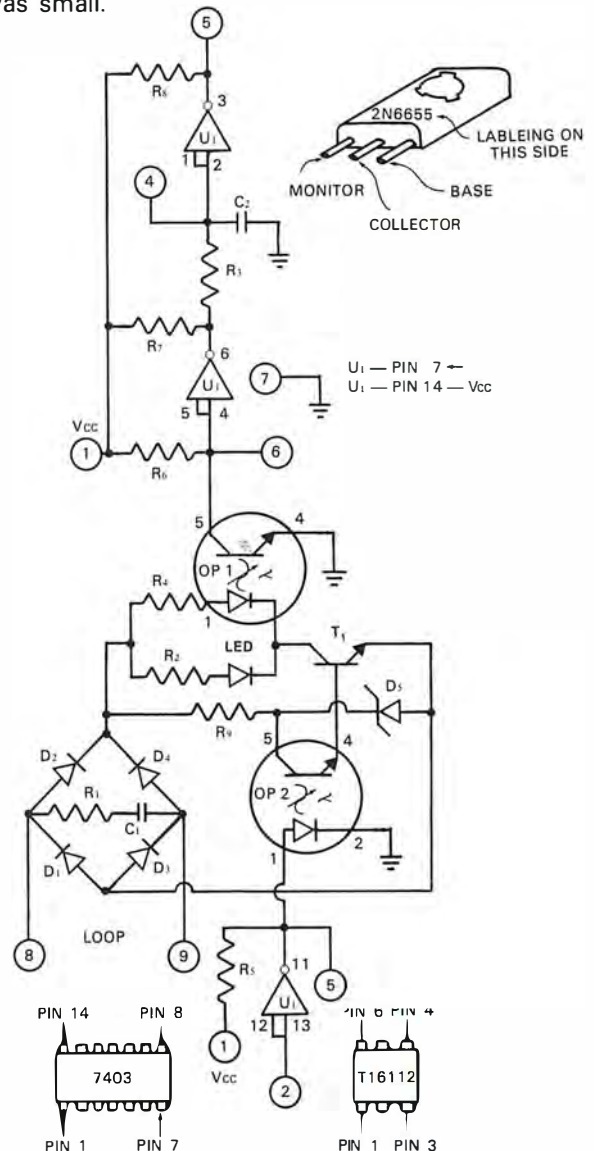 was small.
5
R8
3
U1
1 2
4
C2
R3
R7
6
U1
5 4
7
U1 — PIN 7
U1 — PIN 14 — Vcc
Vcc
1
R6
6
2N6655
LABLEING ON
THIS SIDE
MONITOR
BASE
COLLECTOR
5
4
OP 1
R4
1
LED
R2
T1
D5
R9
5
4
OP 2
1
2
D2
D4
R1
C1
D1
D3
LOOP
8
9
R5
11
5
U1
12 13
1
Vcc
2
PIN 14 PIN 8
7403
PIN 1 PIN 7
PIN 6 PIN 4
T16112
PIN 1 PIN 3